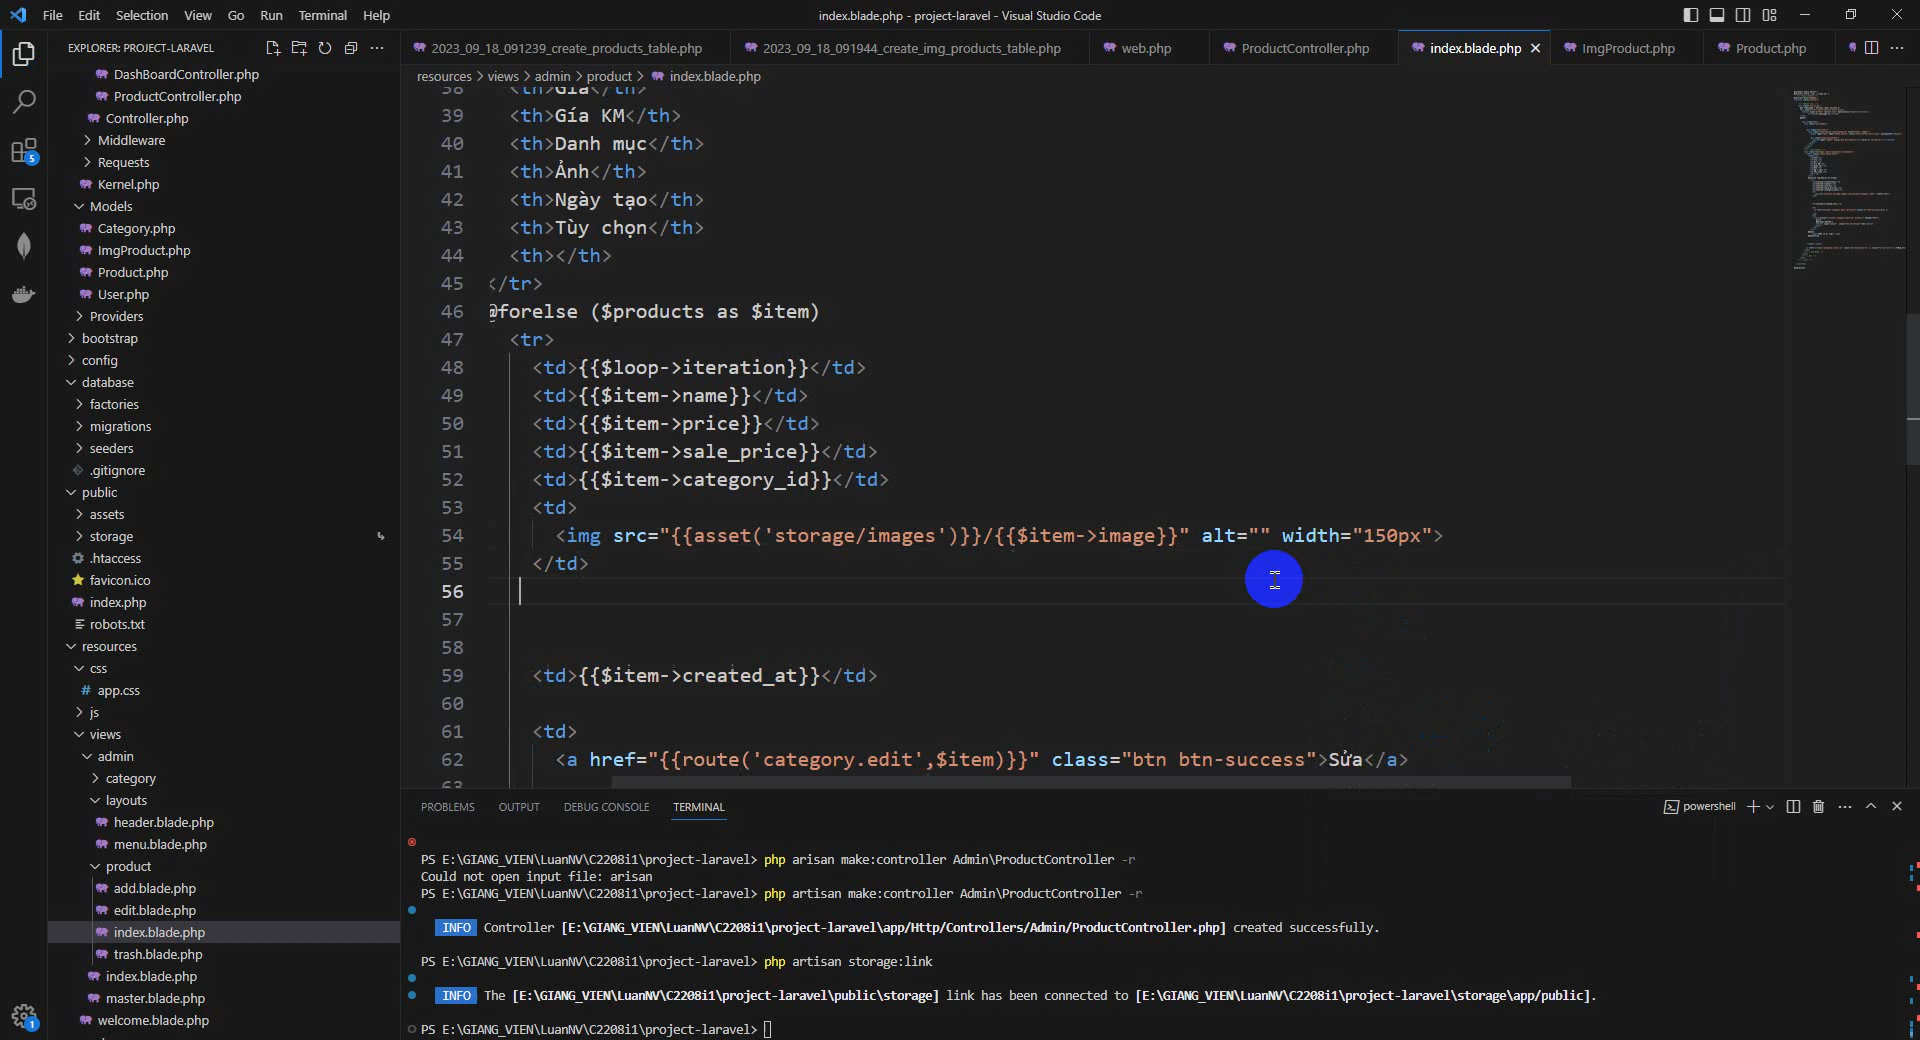 File Edit Selection View Go Run Terminal Help
index.blade.php - project-laravel - Visual Studio Code
EXPLORER: PROJECT-LARAVEL
DashBoardController.php
ProductController.php
Controller.php
Middleware
Requests
Kernel.php
Models
Category.php
ImgProduct.php
Product.php
User.php
Providers
bootstrap
config
database
factories
migrations
seeders
.gitignore
public
assets
storage
.htaccess
favicon.ico
index.php
robots.txt
resources
css
# app.css
js
views
admin
category
layouts
header.blade.php
menu.blade.php
product
add.blade.php
edit.blade.php
index.blade.php
trash.blade.php
index.blade.php
master.blade.php
welcome.blade.php
5
1
2023_09_18_091239_create_products_table.php 2023_09_18_091944_create_img_products_table.php web.php ProductController.php index.blade.php ImgProduct.php Product.php
resources > views > admin > product > index.blade.php
38 <th>Gía</th>
39 <th>Gía KM</th>
40 <th>Danh mục</th>
41 <th>Ảnh</th>
42 <th>Ngày tạo</th>
43 <th>Tùy chọn</th>
44 <th></th>
45 </tr>
46 @forelse ($products as $item)
47 <tr>
48 <td>{{$loop->iteration}}</td>
49 <td>{{$item->name}}</td>
50 <td>{{$item->price}}</td>
51 <td>{{$item->sale_price}}</td>
52 <td>{{$item->category_id}}</td>
53 <td>
54 <img src="{{asset('storage/images')}}/{{$item->image}}" alt="" width="150px">
55 </td>
56
57
58
59 <td>{{$item->created_at}}</td>
60
61 <td>
62 <a href="{{route('category.edit',$item)}}" class="btn btn-success">Sửa</a>
63
PROBLEMS OUTPUT DEBUG CONSOLE TERMINAL
powershell
PS E:\GIANG_VIEN\LuanNV\C2208i1\project-laravel> php arisan make:controller Admin\ProductController -r
Could not open input file: arisan
PS E:\GIANG_VIEN\LuanNV\C2208i1\project-laravel> php artisan make:controller Admin\ProductController -r
INFO Controller [E:\GIANG_VIEN\LuanNV\C2208i1\project-laravel\app/Http/Controllers/Admin/ProductController.php] created successfully.
PS E:\GIANG_VIEN\LuanNV\C2208i1\project-laravel> php artisan storage:link
INFO The [E:\GIANG_VIEN\LuanNV\C2208i1\project-laravel\public\storage] link has been connected to [E:\GIANG_VIEN\LuanNV\C2208i1\project-laravel\storage\app/public].
PS E:\GIANG_VIEN\LuanNV\C2208i1\project-laravel>